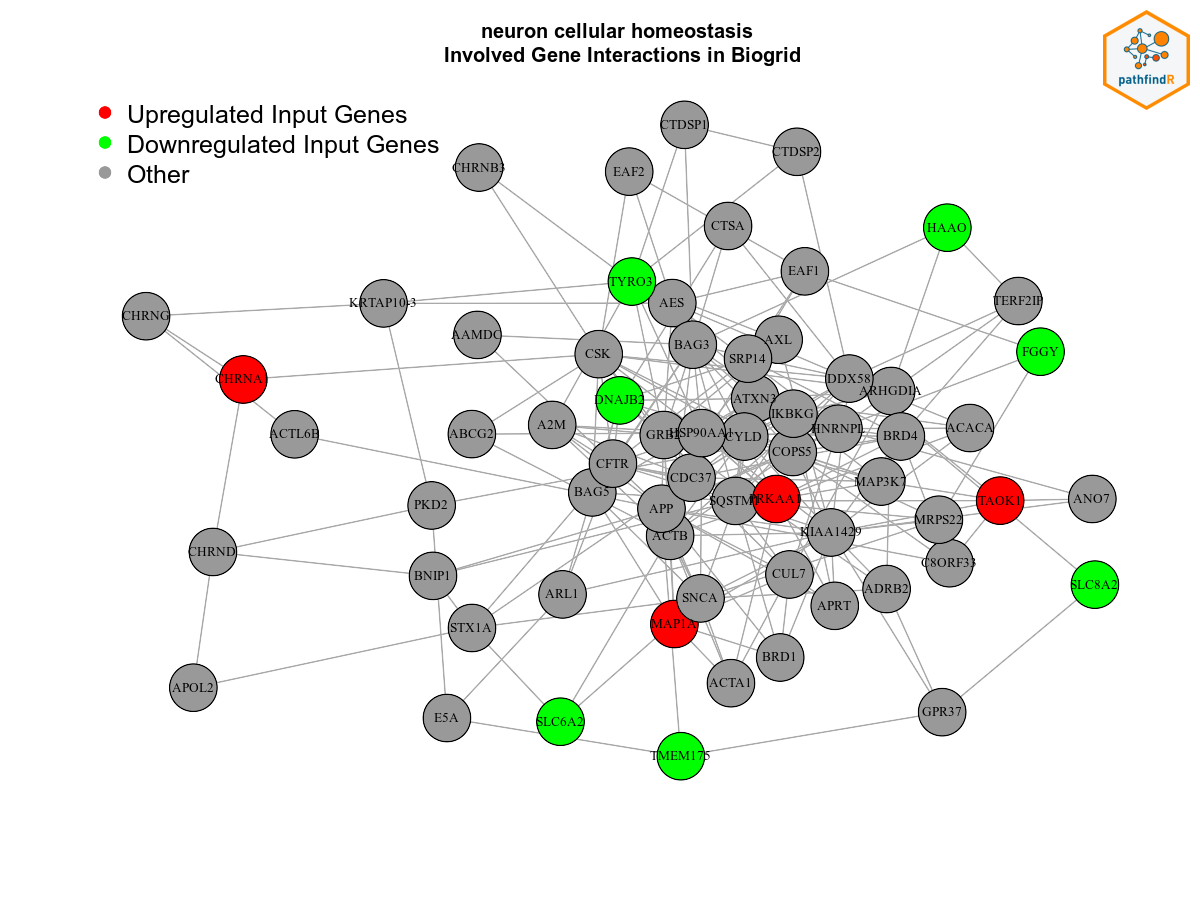 neuron cellular homeostasis
Involved Gene Interactions in Biogrid
pathfindR
Upregulated Input Genes
Downregulated Input Genes
Other
CTDSP1
CTDSP2
CHRNB3
EAF2
CTSA
HAAO
EAF1
TYRO3
AES
TERF2IP
KRTAP10-3
CHRNG
AAMDC
BAG3
AXL
SRP14
CSK
FGGY
CHRNA
DDX58
ARHGDIA
DNAJB2
ATXN3
IKBKG
ACTL6B
ABCG2
A2M
HSP90AA1
CYLD
HNRNPL
BRD4
ACACA
COPS5
CFTR
CDC37
MAP3K7
BAG5
PKD2
APP
SQSTM1
PRKAA1
TAOK1
ANO7
MRPS22
ACTB
KIAA1429
CHRND
C8ORF33
BNIP1
CUL7
SLC8A2
ARL1
SNCA
APRT
ADRB2
STX1A
MAP1A
BRD1
ACTA1
APOL2
E5A
SLC6A2
GPR37
TMEM175